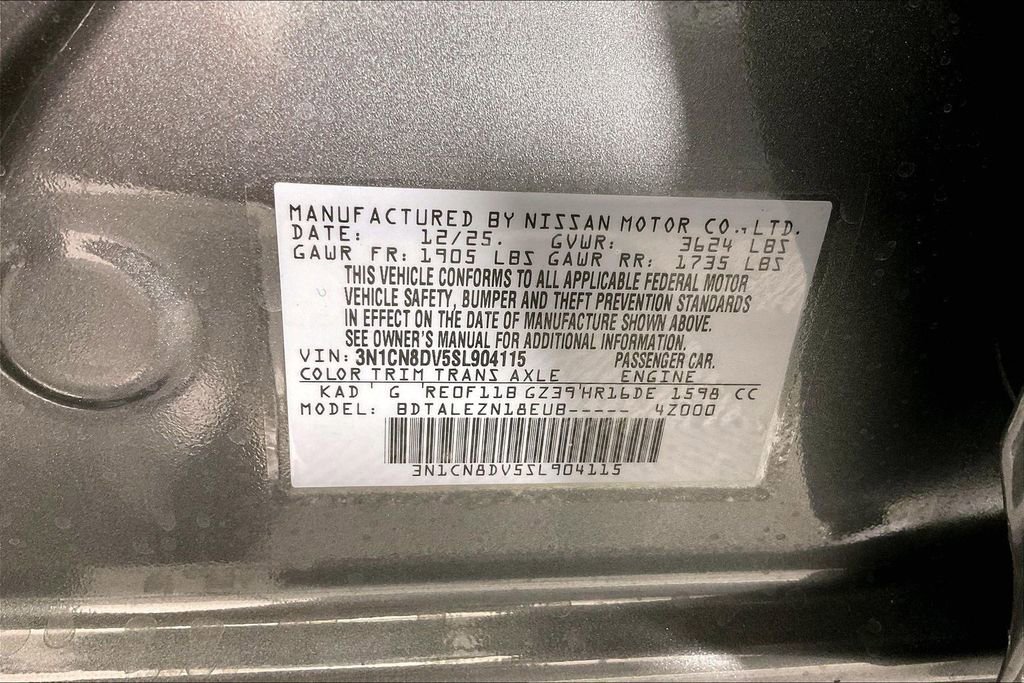 MANUFACTURED BY NISSAN MOTOR CO., LTD.
DATE: 12/25. GVWR: 3624 LBS
GAWR FR: 1905 LBS GAWR RR: 1735 LBS
THIS VEHICLE CONFORMS TO ALL APPLICABLE FEDERAL MOTOR
VEHICLE SAFETY, BUMPER AND THEFT PREVENTION STANDARDS
IN EFFECT ON THE DATE OF MANUFACTURE SHOWN ABOVE.
SEE OWNER'S MANUAL FOR ADDITIONAL INFORMATION.
VIN: 3N1CN8DV5SL904115 PASSENGER CAR.
COLOR TRIM TRANS AXLE ENGINE
KAD ' G 'RE0F11B GZ39'HR16DE 1598 CC
MODEL: BDTALEZN18EUB----- 4Z000
3N1CN8DV5SL904115